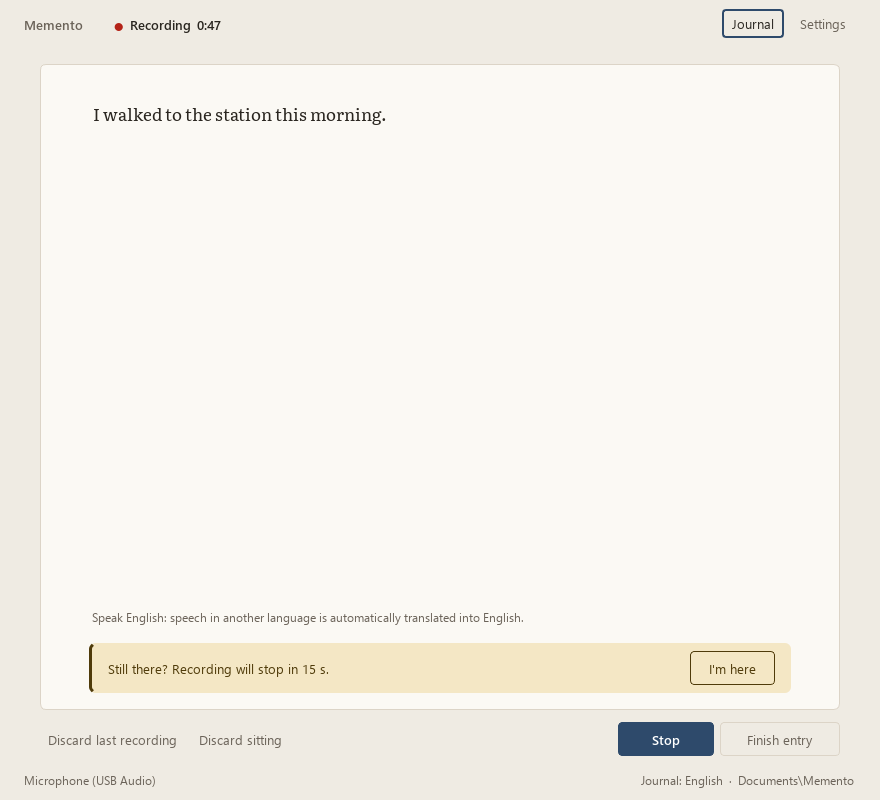 Memento
Recording 0:47
Journal
Settings
I walked to the station this morning.
Speak English: speech in another language is automatically translated into English.
Still there? Recording will stop in 15 s.
I'm here
Discard last recording
Discard sitting
Stop
Finish entry
Microphone (USB Audio)
Journal: English · Documents\Memento